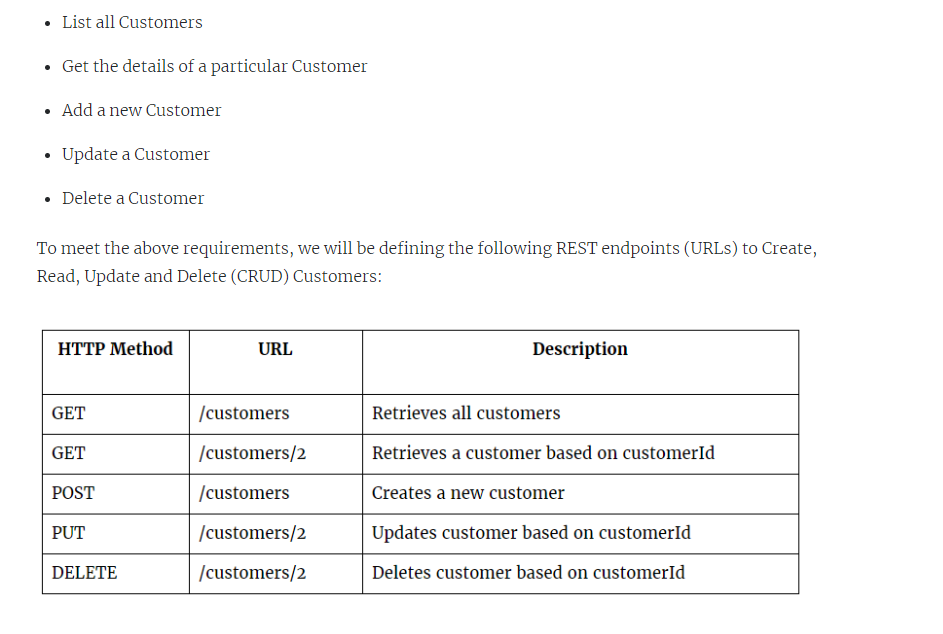 • List all Customers
• Get the details of a particular Customer
• Add a new Customer
• Update a Customer
• Delete a Customer
To meet the above requirements, we will be defining the following REST endpoints (URLs) to Create,
Read, Update and Delete (CRUD) Customers:
HTTP Method URL Description
GET /customers Retrieves all customers
GET /customers/2 Retrieves a customer based on customerId
POST /customers Creates a new customer
PUT /customers/2 Updates customer based on customerId
DELETE /customers/2 Deletes customer based on customerId